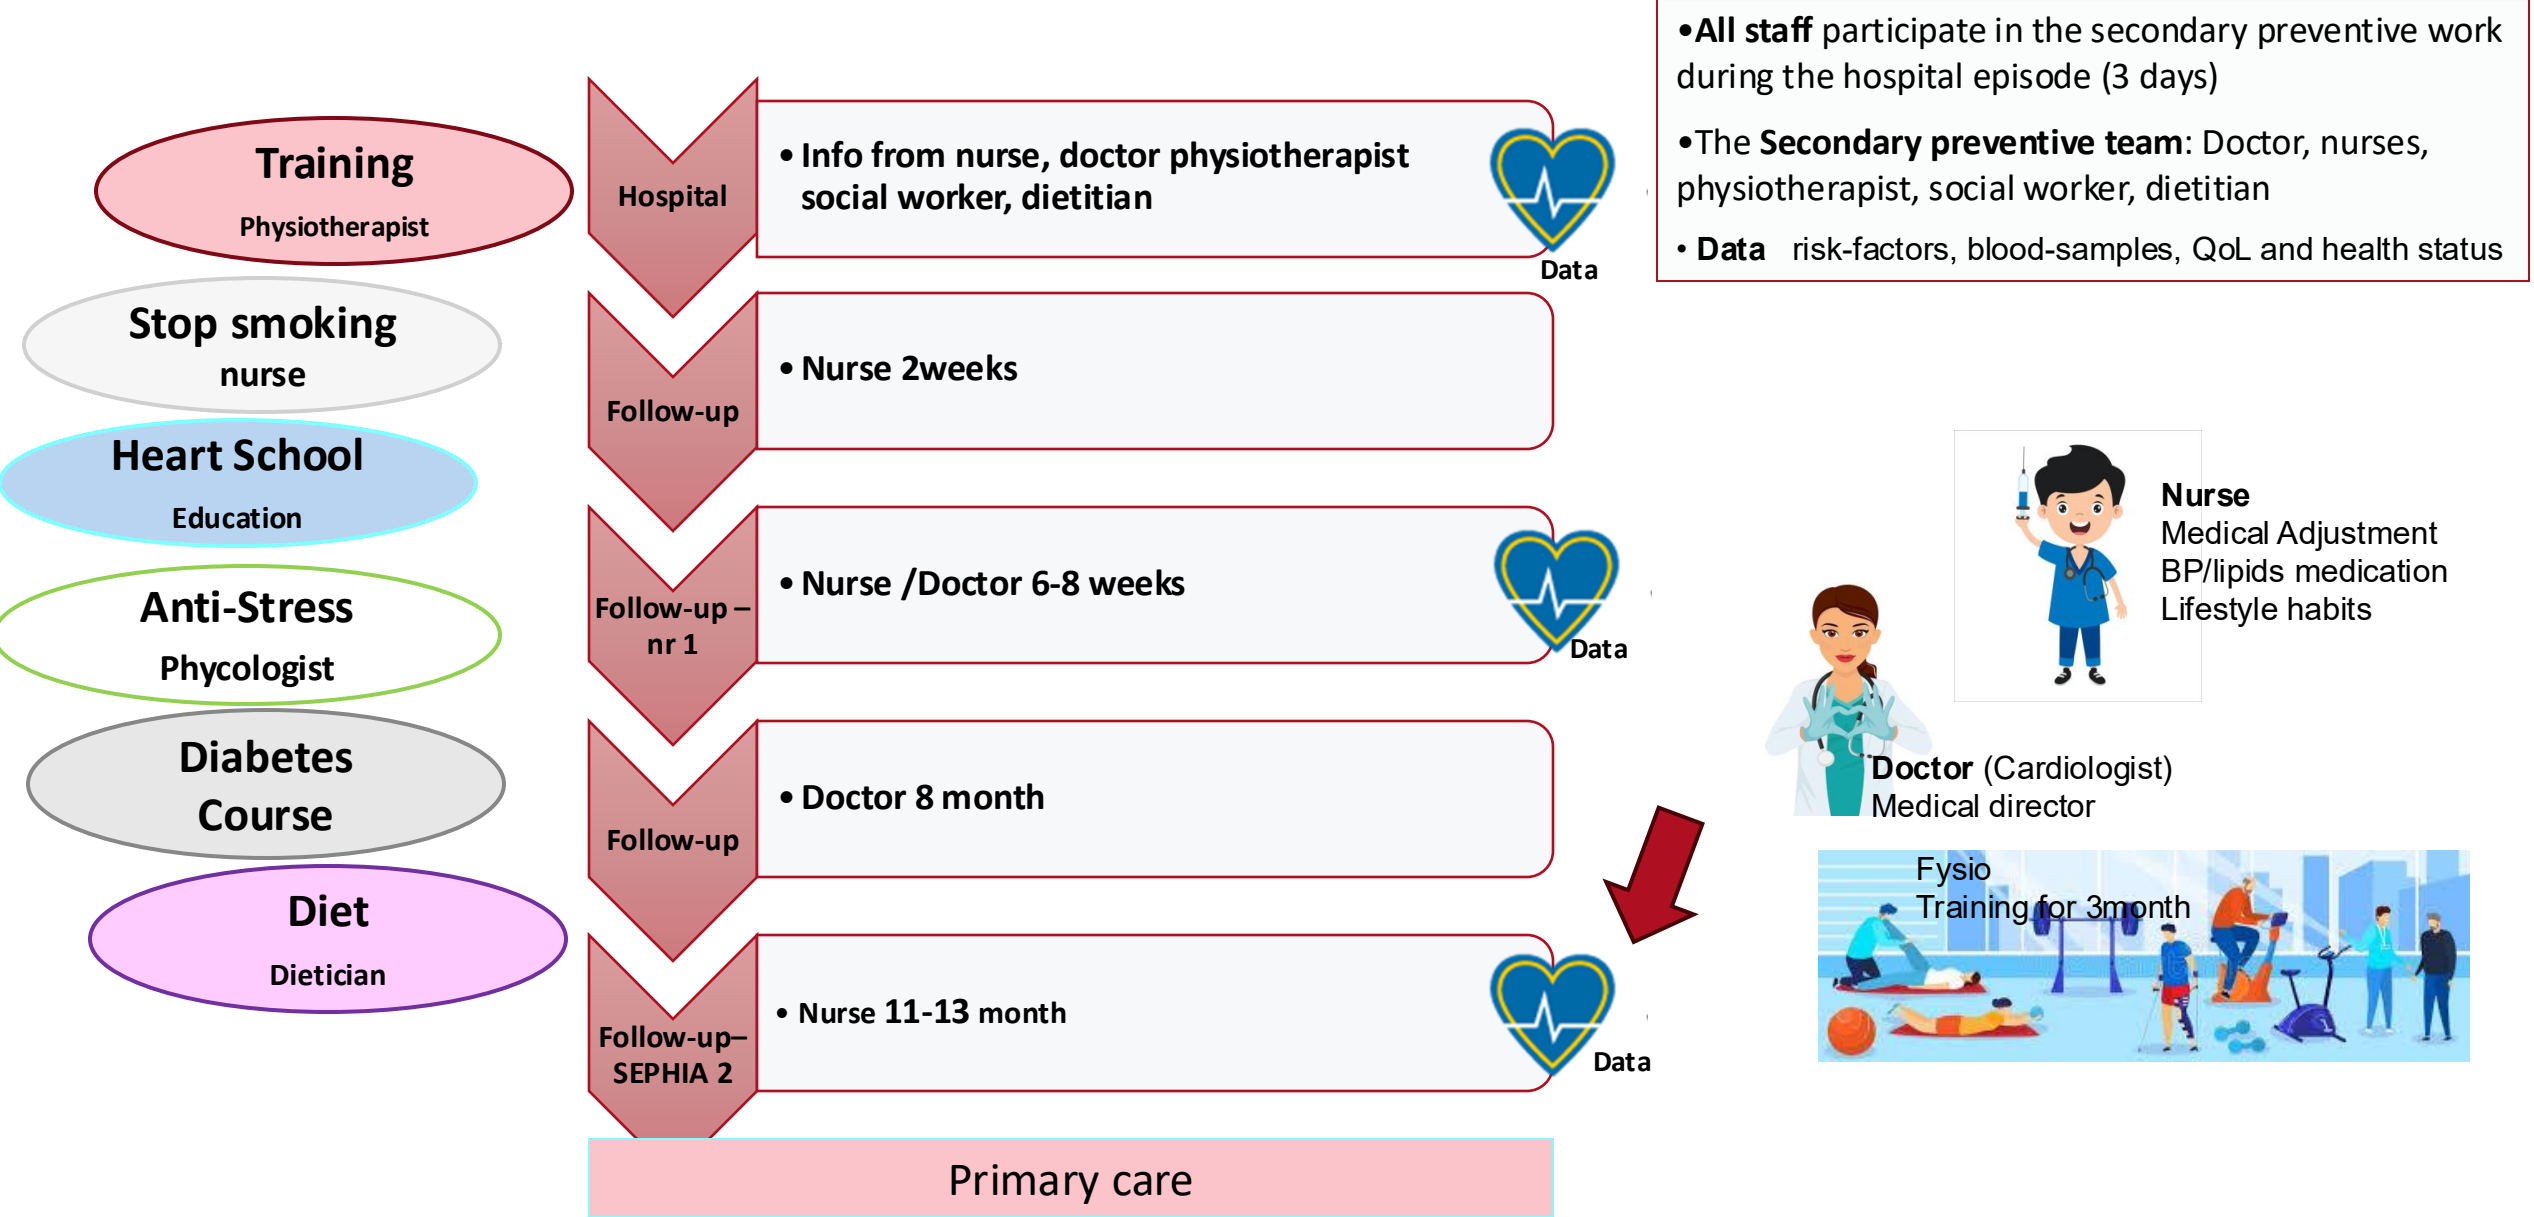 •All staff participate in the secondary preventive work
during the hospital episode (3 days)
•The Secondary preventive team: Doctor, nurses,
physiotherapist, social worker, dietitian
• Data risk-factors, blood-samples, QoL and health status
Training
Physiotherapist
Stop smoking
nurse
Heart School
Education
Anti-Stress
Phycologist
Diabetes
Course
Diet
Dietician
Hospital
• Info from nurse, doctor physiotherapist
social worker, dietitian
Data
Follow-up
• Nurse 2weeks
Follow-up –
nr 1
• Nurse /Doctor 6-8 weeks
Data
Follow-up
• Doctor 8 month
Follow-up–
SEPHIA 2
• Nurse 11-13 month
Data
Primary care
Nurse
Medical Adjustment
BP/lipids medication
Lifestyle habits
Doctor (Cardiologist)
Medical director
Fysio
Training for 3month